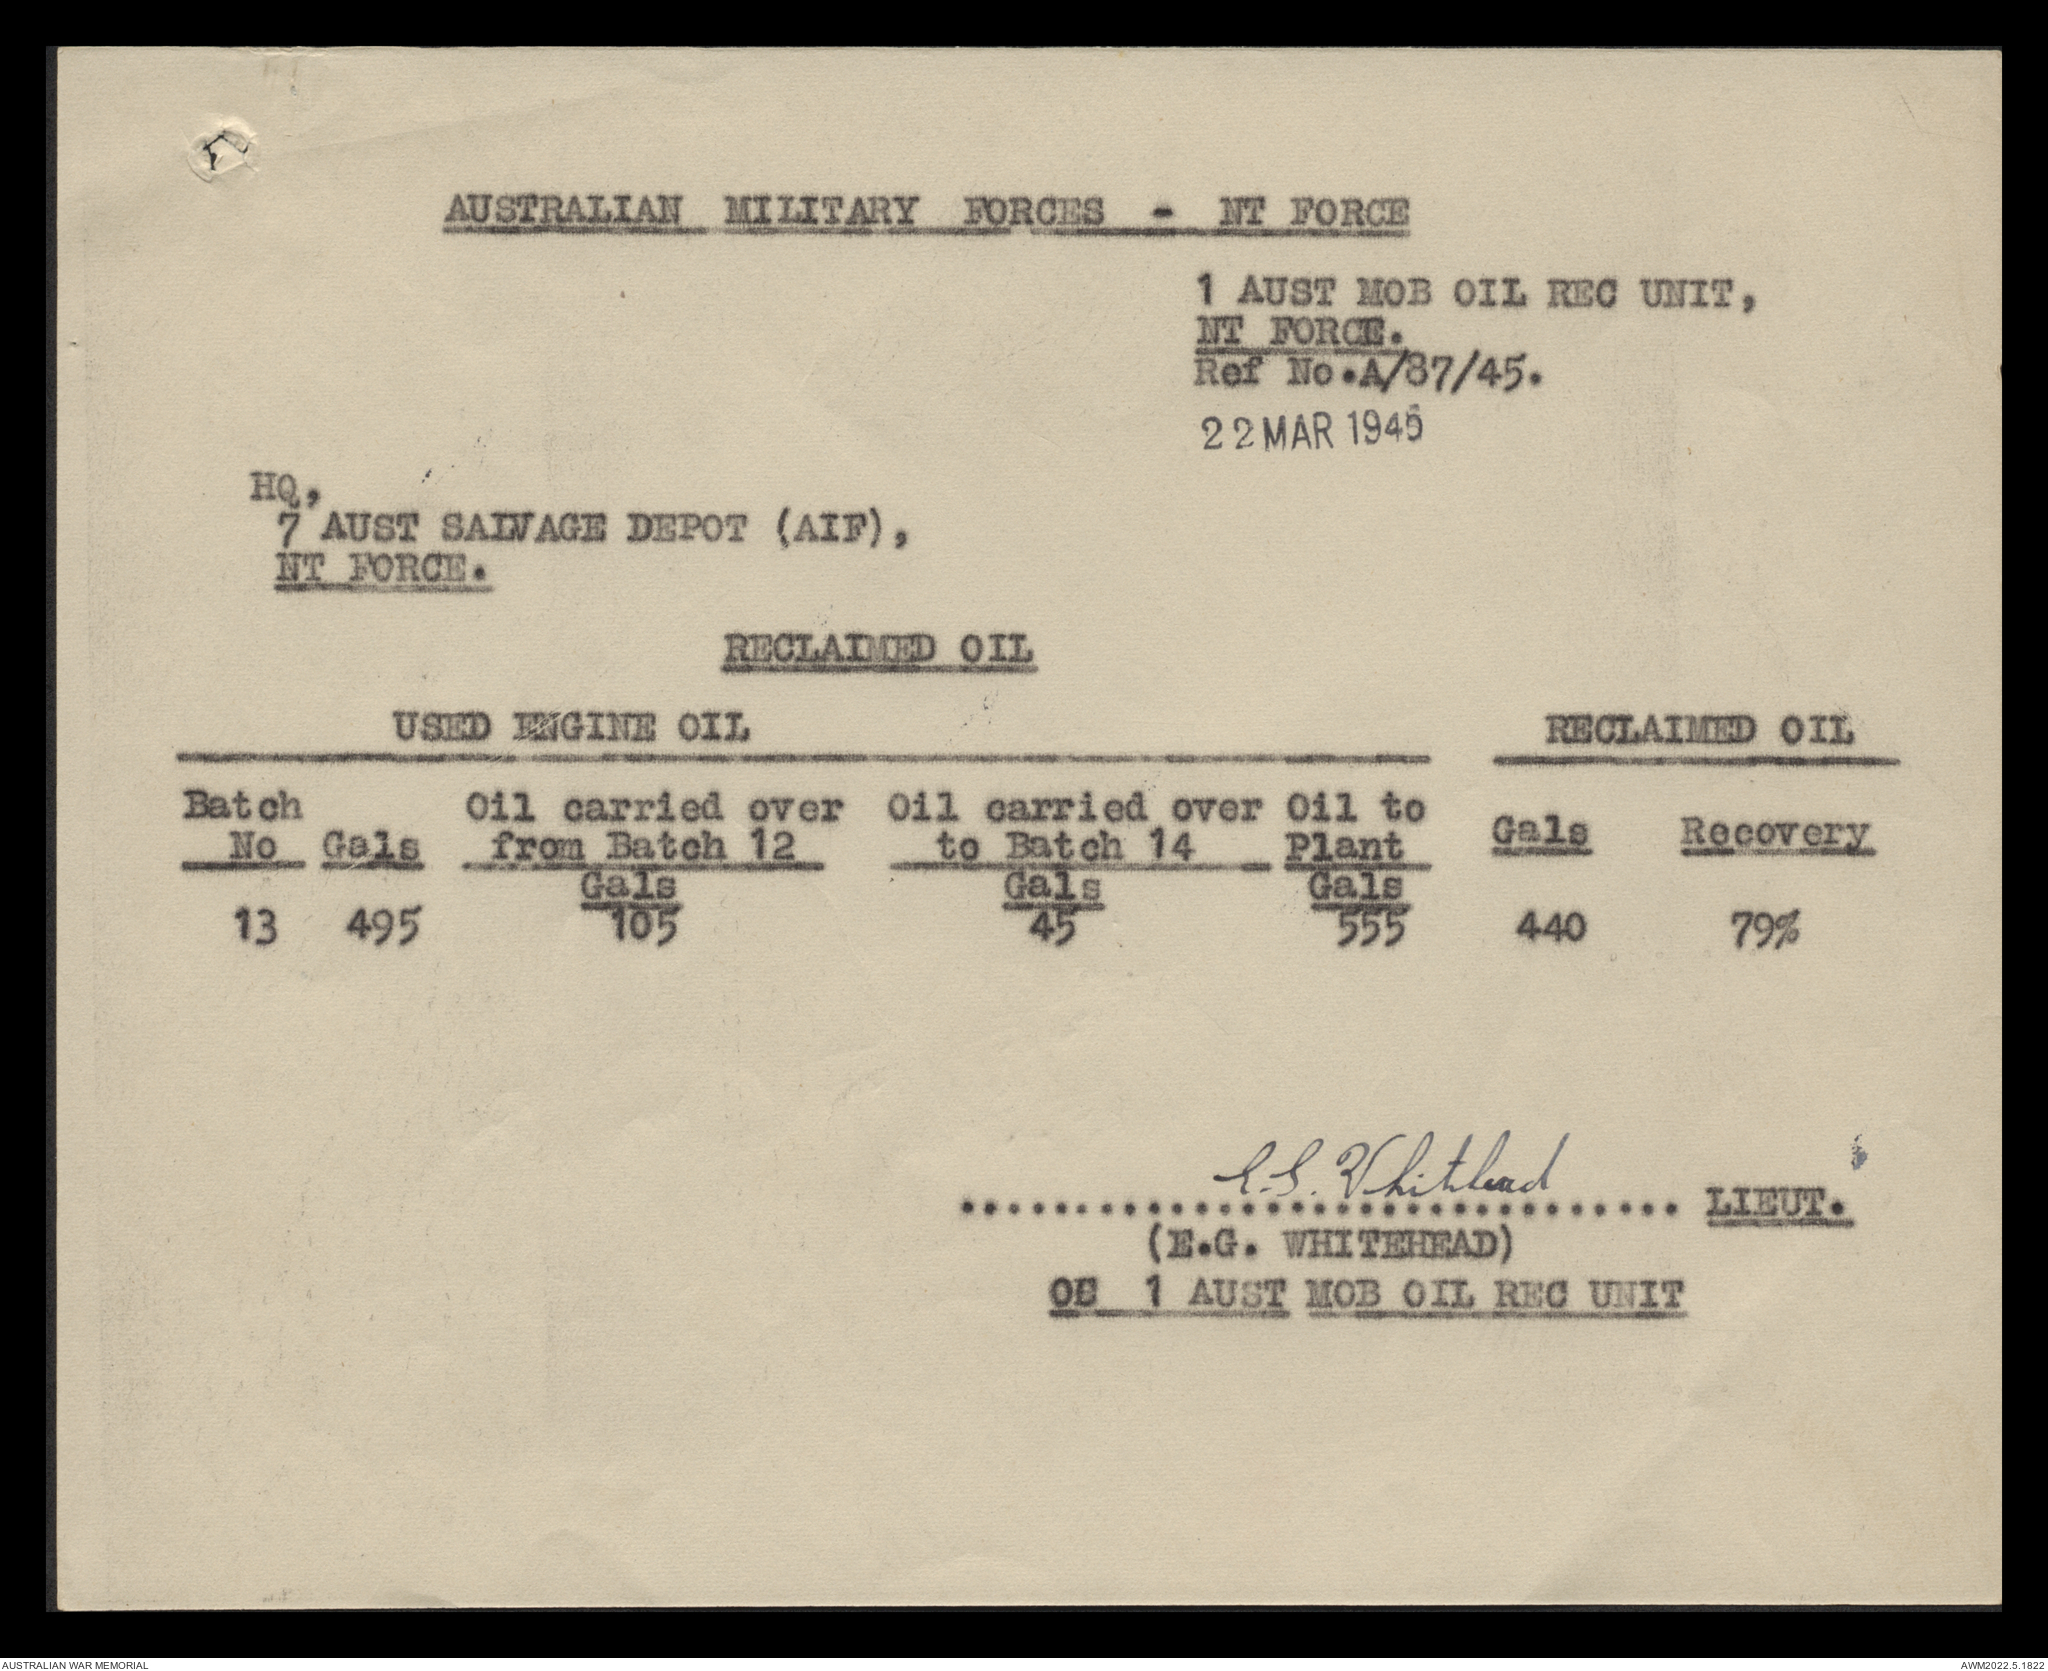 AUSTRALIAN MILITARY FORCES - NT FORCE
1 AUST MOB OIL REC UNIT,
NT FORCE.
Ref No.A/87/45.
22 MAR 1945
HQ,
7 AUST SALVAGE DEPOT (AIF),
NT FORCE.
RECLAIMED OIL
USED ENGINE OIL RECLAIMED OIL
Batch Oil carried over Oil carried over Oil to
No Gals from Batch 12 to Batch 14 Plant Gals Recovery
Gals Gals Gals
13 495 105 45 555 440 79%
E.G. Whitehead
.............................. LIEUT.
(E.G. WHITEHEAD)
OC 1 AUST MOB OIL REC UNIT
AUSTRALIAN WAR MEMORIAL AWM2022.5.1822